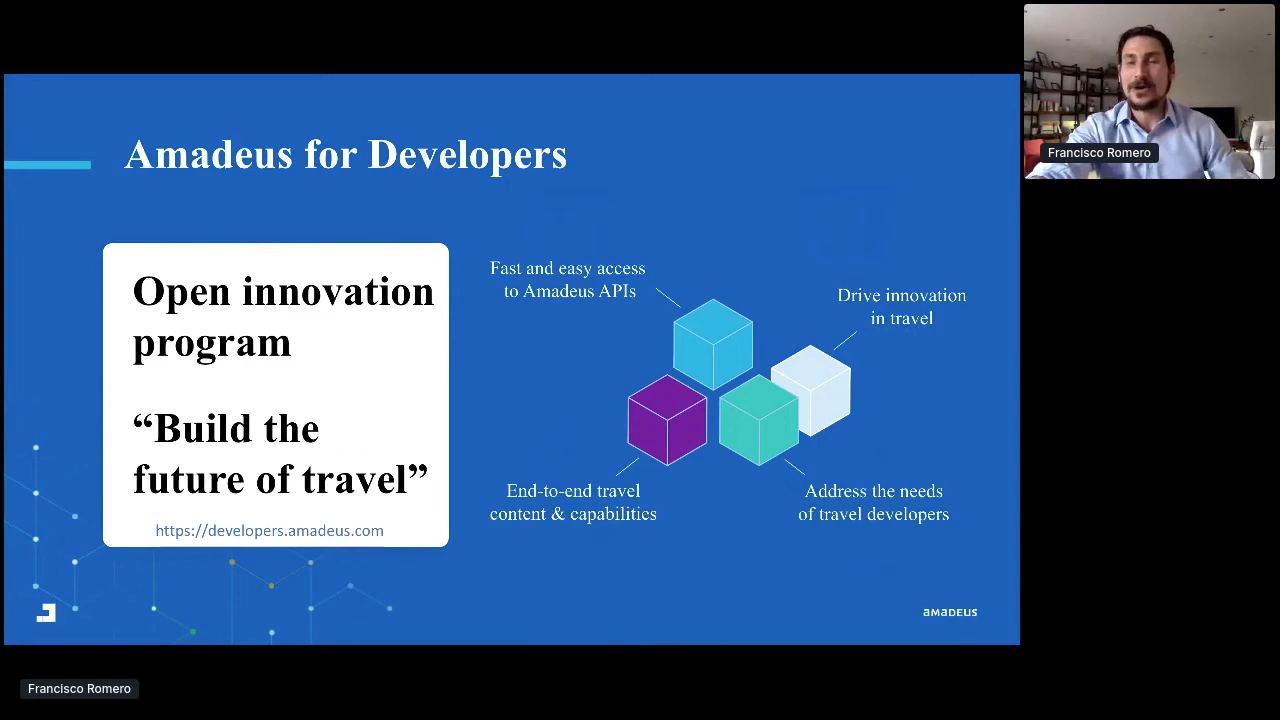 Amadeus for Developers
Open innovation
program
“Build the
future of travel”
https://developers.amadeus.com
Fast and easy access
to Amadeus APIs
Drive innovation
in travel
End-to-end travel
content & capabilities
Address the needs
of travel developers
amaDEUS
Francisco Romero
Francisco Romero